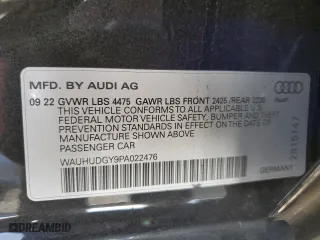 MFD. BY AUDI AG
Audi
09 22 GVWR LBS 4475 GAWR LBS FRONT 2425 /REAR
THIS VEHICLE CONFORMS TO ALL APPLICABLE U.S.
FEDERAL MOTOR VEHICLE SAFETY, BUMPER AND THEFT
PREVENTION STANDARDS IN EFFECT ON THE DATE OF
MANUFACTURE SHOWN ABOVE.
PASSENGER CAR
WAUHUDGY9PA022476
GERMANY
DREAMBID